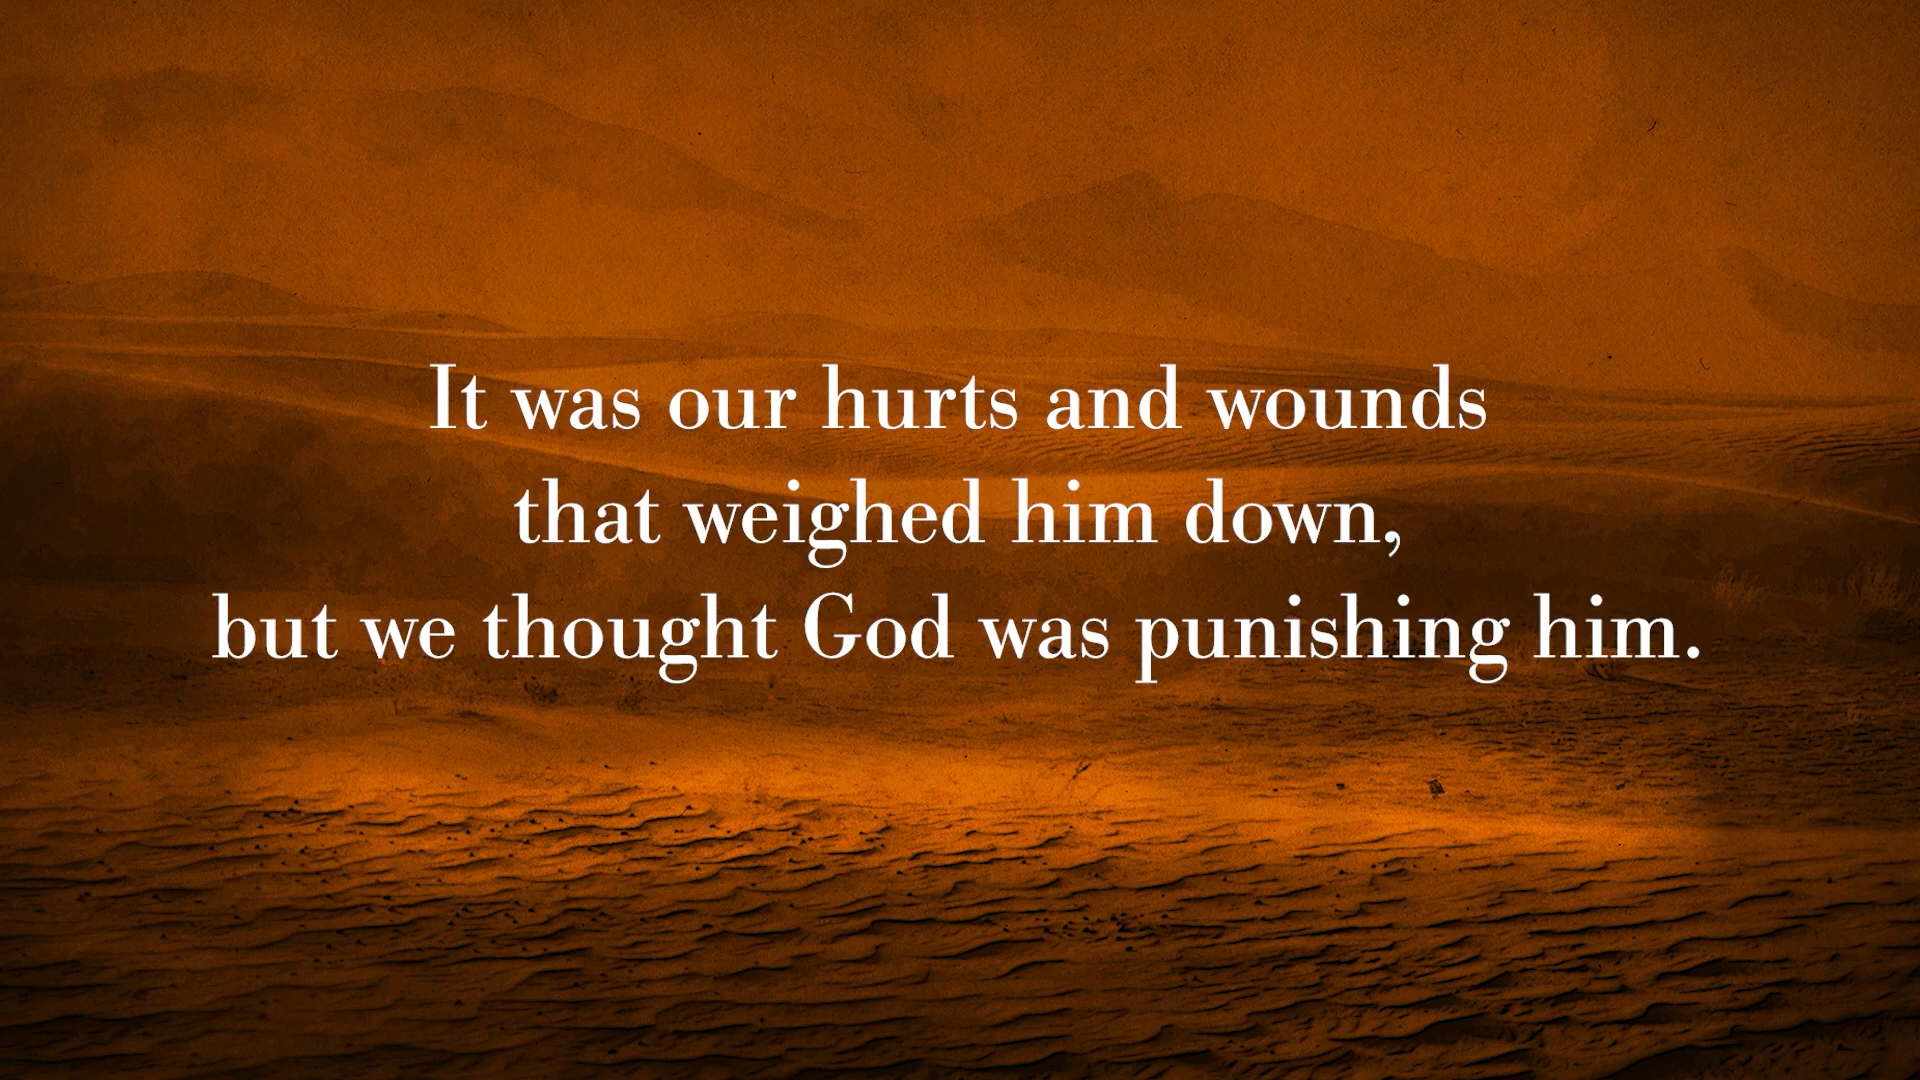 It was our hurts and wounds
that weighed him down,
but we thought God was punishing him.